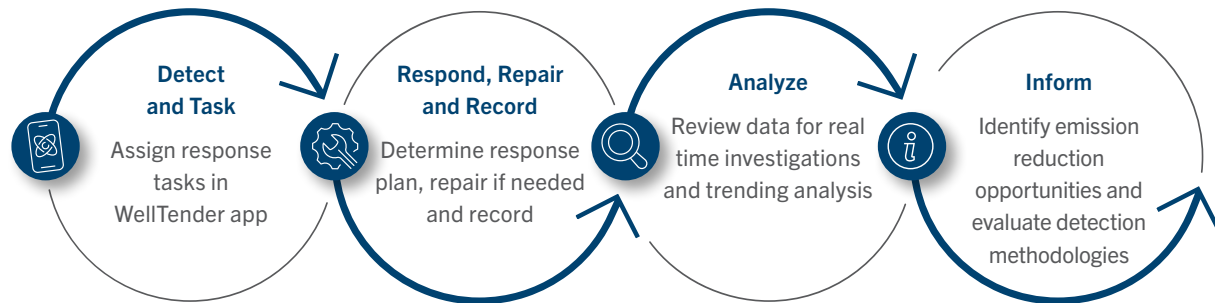 Detect
and Task
Assign response
tasks in
WellTender app
Respond, Repair
and Record
Determine response
plan, repair if needed
and record
Analyze
Review data for real
time investigations
and trending analysis
Inform
Identify emission
reduction
opportunities and
evaluate detection
methodologies